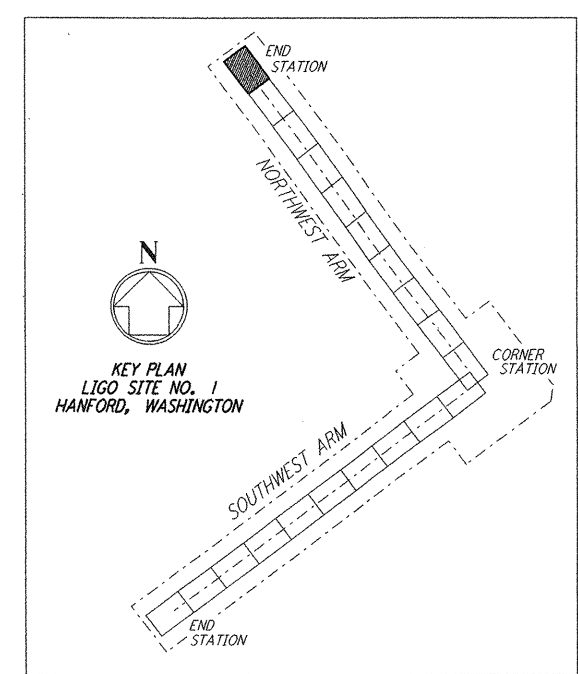 END
STATION
NORTHWEST ARM
N
KEY PLAN
LIGO SITE NO. 1
HANFORD, WASHINGTON
CORNER
STATION
SOUTHWEST ARM
END
STATION